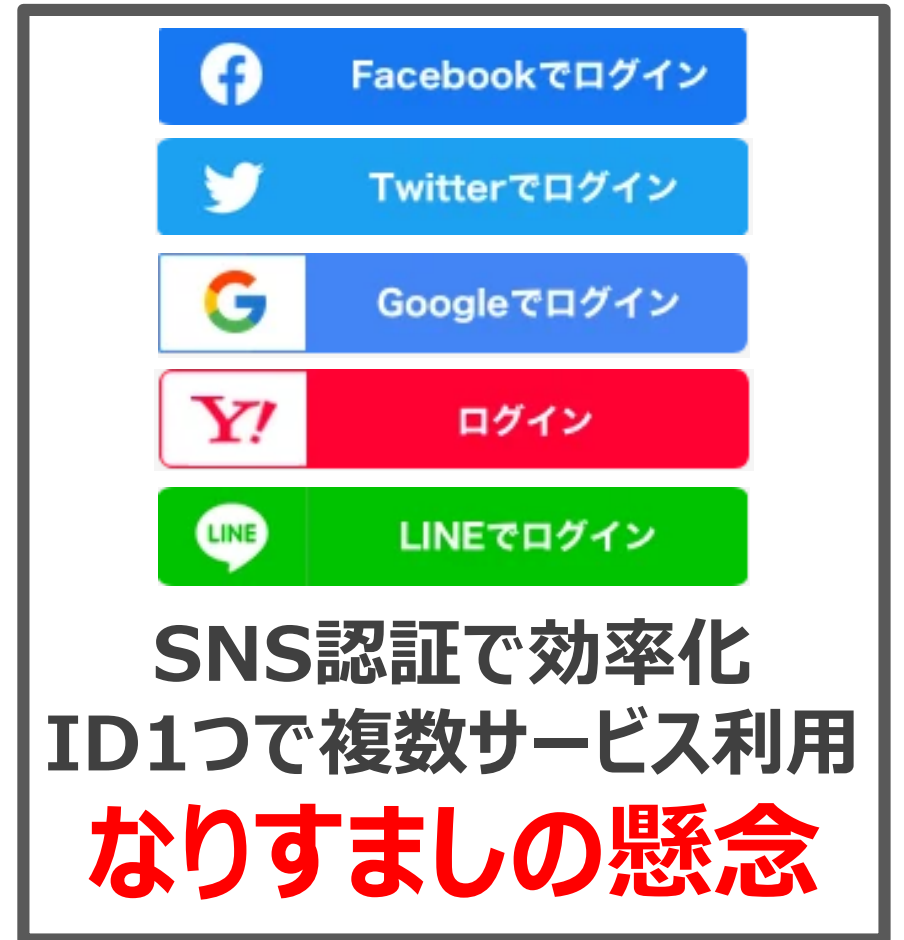 Facebookでログイン
Twitterでログイン
Googleでログイン
Y! ログイン
LINE LINEでログイン
SNS認証で効率化
ID1つで複数サービス利用
なりすましの懸念